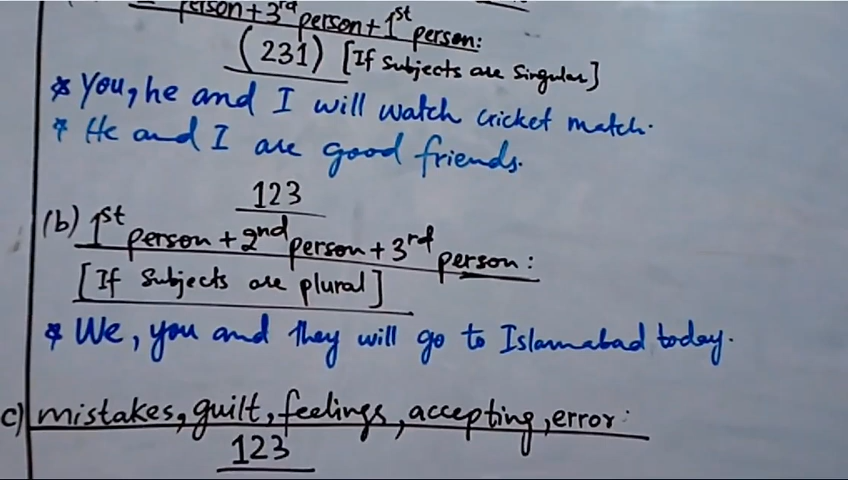 person + 3rd person + 1st person:
(231) [If Subjects are Singular]
* You, he and I will watch cricket match.
* He and I are good friends.
123
(b) 1st person + 2nd person + 3rd person:
[If Subjects are plural]
* We, you and they will go to Islamabad today.
c) mistakes, guilt, feelings, accepting, error:
123